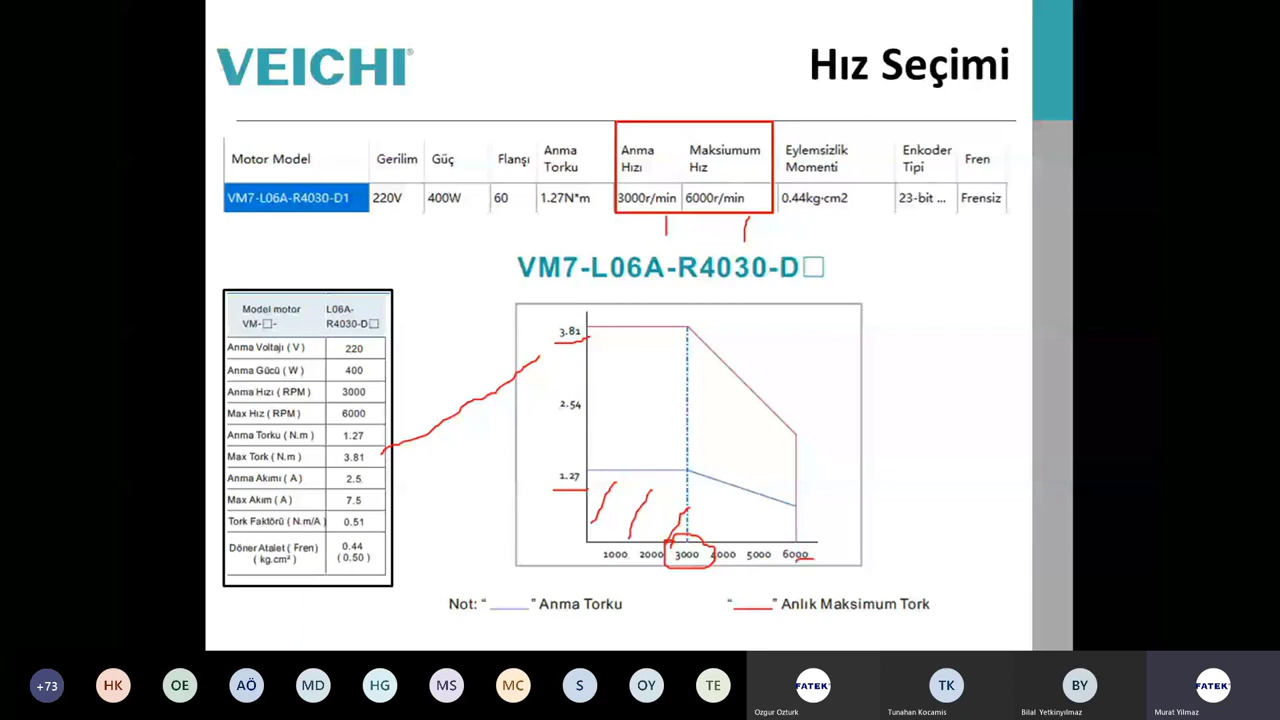 VEICHI®
Hız Seçimi
Motor Model Gerilim Güç Flanşı Anma Torku Anma Hızı Maksiumum Hız Eylemsizlik Momenti Enkoder Tipi Fren
VM7-L06A-R4030-D1 220V 400W 60 1.27N*m 3000r/min 6000r/min 0.44kg·cm2 23-bit ... Frensiz
VM7-L06A-R4030-D□
Model motor VM-□- L06A-R4030-D□
Anma Voltajı ( V ) 220
Anma Gücü ( W ) 400
Anma Hızı ( RPM ) 3000
Max Hız ( RPM ) 6000
Anma Torku ( N.m ) 1.27
Max Tork ( N.m ) 3.81
Anma Akımı ( A ) 2.5
Max Akım ( A ) 7.5
Tork Faktörü ( N.m/A ) 0.51
Döner Atalet ( Fren ) ( kg.cm² ) 0.44 ( 0.50 )
3.81
2.54
1.27
1000 2000 3000 4000 5000 6000
Not: “ ” Anma Torku “ ” Anlık Maksimum Tork
+73 HK OE AÖ MD HG MS MC S OY TE FATEK TK BY FATEK
Ozgur Ozturk Tunahan Kocamis Bilal Yetkinyılmaz Murat Yilmaz